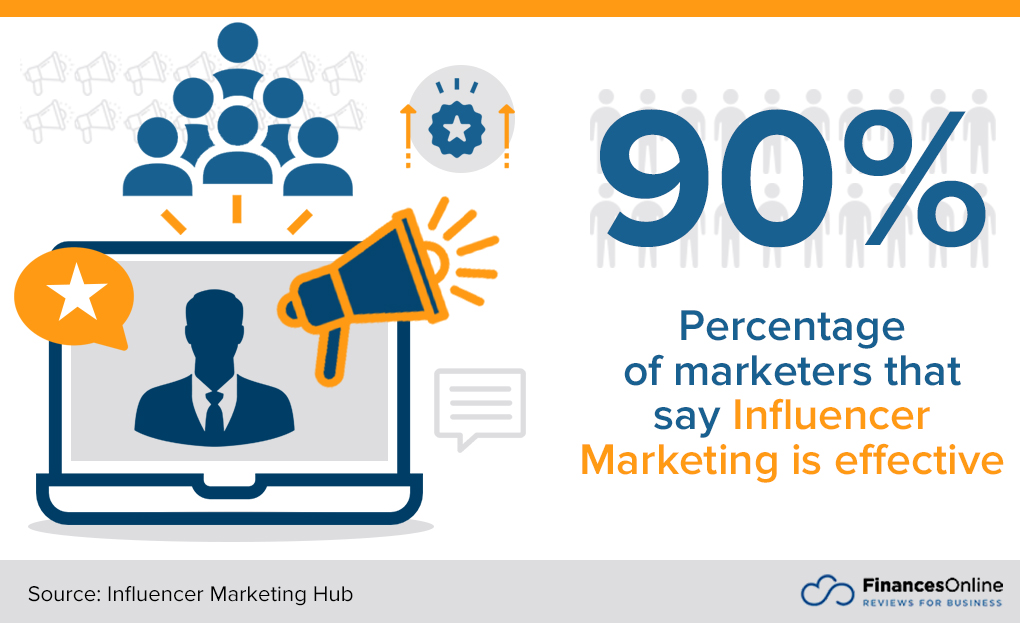 90%
Percentage
of marketers that
say Influencer
Marketing is effective
Source: Influencer Marketing Hub
FinancesOnline
REVIEWS FOR BUSINESS